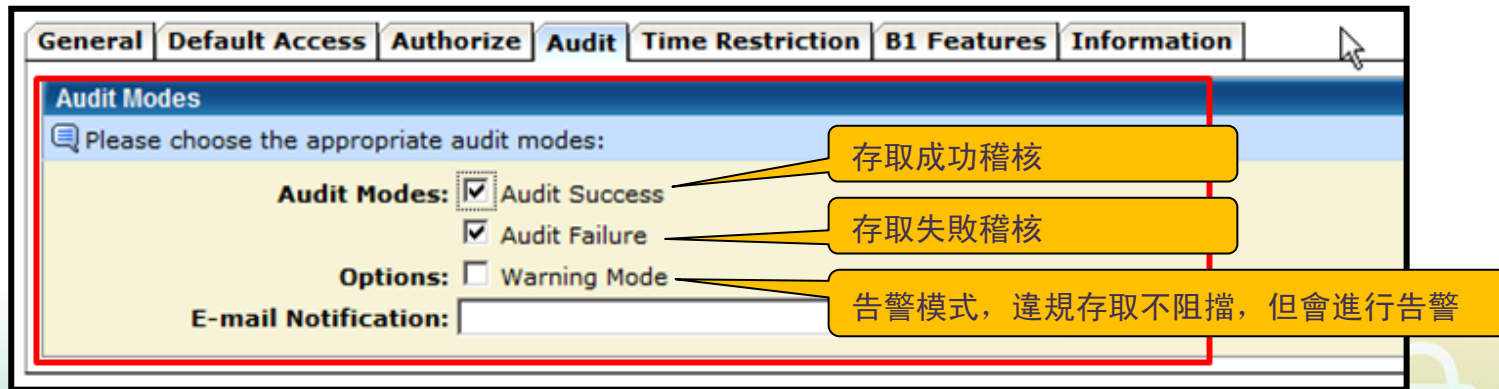 General Default Access Authorize Audit Time Restriction B1 Features Information
Audit Modes
Please choose the appropriate audit modes:
Audit Modes: Audit Success
存取成功稽核
Audit Failure
存取失敗稽核
Options: Warning Mode
告警模式，違規存取不阻擋，但會進行告警
E-mail Notification: